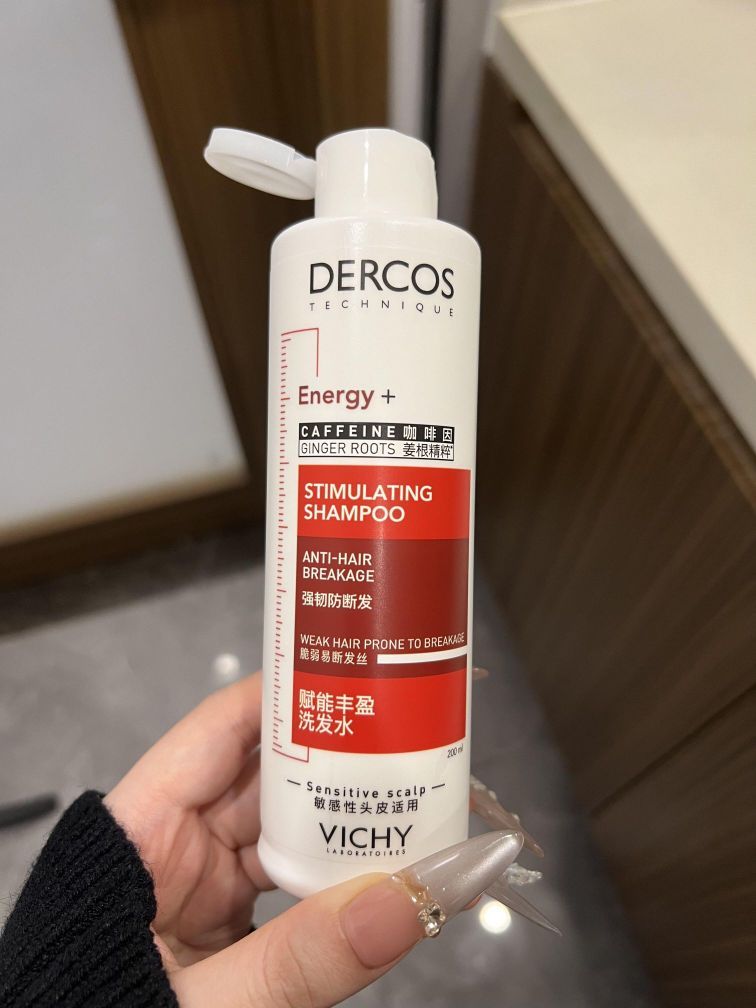 DERCOS
TECHNIQUE
Energy +
CAFFEINE 咖啡因
GINGER ROOTS 姜根精粹*
STIMULATING
SHAMPOO
ANTI-HAIR
BREAKAGE
强韧防断发
WEAK HAIR PRONE TO BREAKAGE
脆弱易断发丝
赋能丰盈
洗发水
200 ml
Sensitive scalp
敏感性头皮适用
VICHY
LABORATOIRES